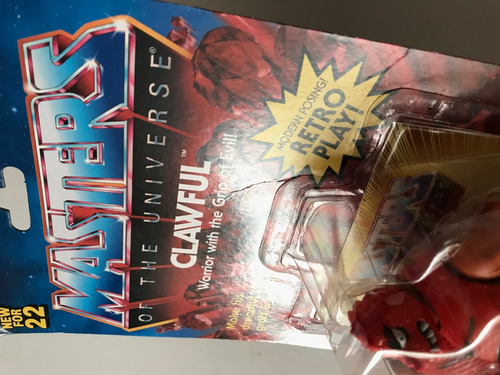 NEW
FOR
22
MASTERS
OF THE UNIVERSE®
CLAWFUL™
Warrior with the Grip of Evil!
MODERN POSING!
RETRO
PLAY!